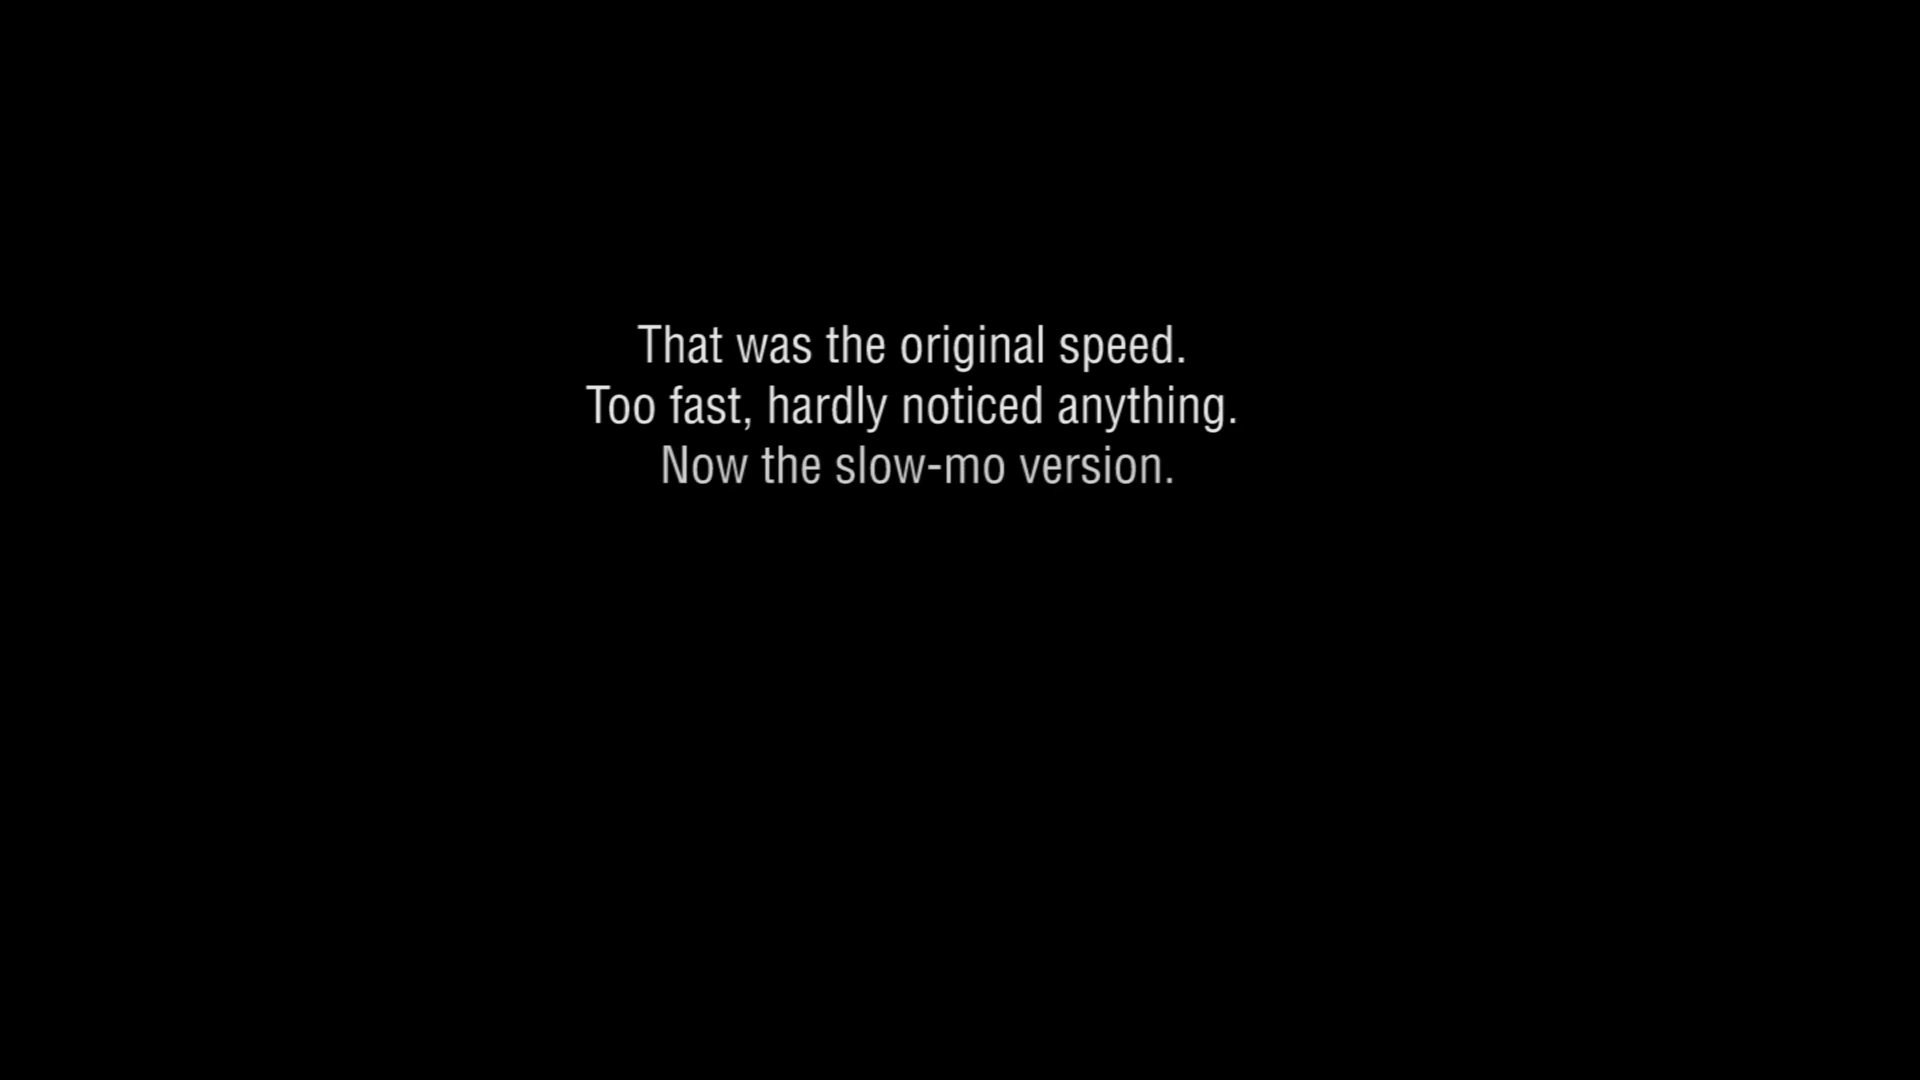 That was the original speed.
Too fast, hardly noticed anything.
Now the slow-mo version.